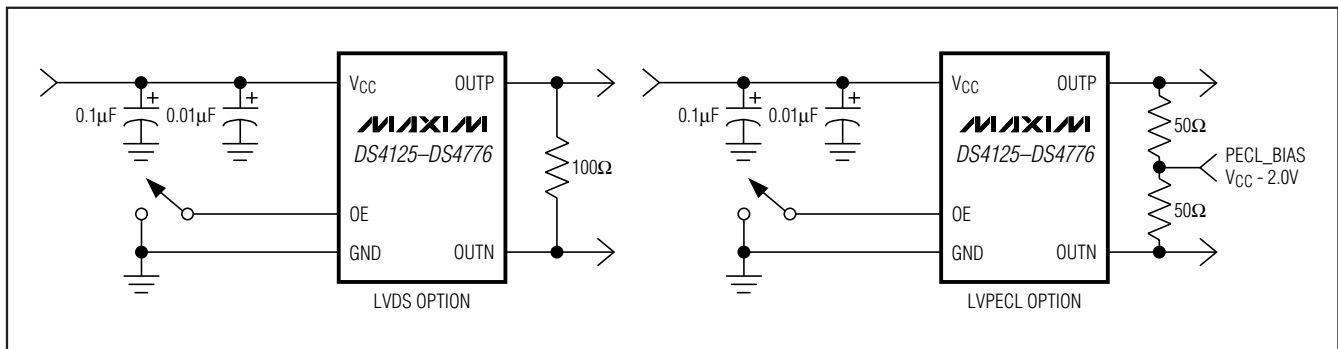 VCC OUTP
0.1μF + 0.01μF +
MAXIM
DS4125–DS4776
100Ω
OE
GND OUTN
LVDS OPTION
VCC OUTP
0.1μF + 0.01μF +
MAXIM
DS4125–DS4776
50Ω
PECL_BIAS
VCC - 2.0V
50Ω
OE
GND OUTN
LVPECL OPTION